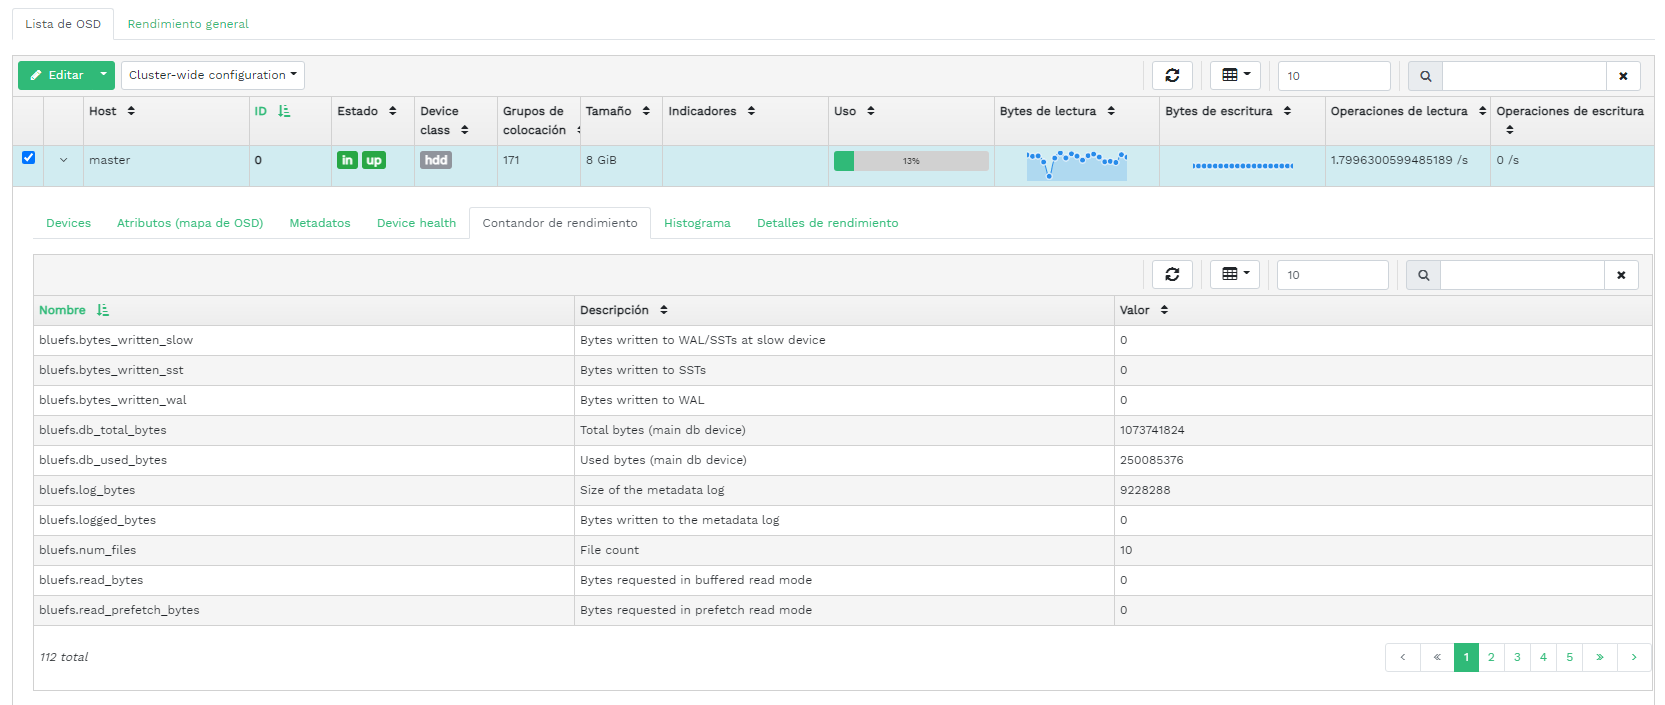 Lista de OSD Rendimiento general
Editar Cluster-wide configuration 10
Host ID Estado Device class Grupos de colocación Tamaño Indicadores Uso Bytes de lectura Bytes de escritura Operaciones de lectura Operaciones de escritura
master 0 in up hdd 171 8 GiB 13% 1.7996300599485189 /s 0 /s
Devices Atributos (mapa de OSD) Metadatos Device health Contandor de rendimiento Histograma Detalles de rendimiento
10
Nombre Descripción Valor
bluefs.bytes_written_slow Bytes written to WAL/SSTs at slow device 0
bluefs.bytes_written_sst Bytes written to SSTs 0
bluefs.bytes_written_wal Bytes written to WAL 0
bluefs.db_total_bytes Total bytes (main db device) 1073741824
bluefs.db_used_bytes Used bytes (main db device) 250085376
bluefs.log_bytes Size of the metadata log 9228288
bluefs.logged_bytes Bytes written to the metadata log 0
bluefs.num_files File count 10
bluefs.read_bytes Bytes requested in buffered read mode 0
bluefs.read_prefetch_bytes Bytes requested in prefetch read mode 0
112 total ‹ « 1 2 3 4 5 » ›